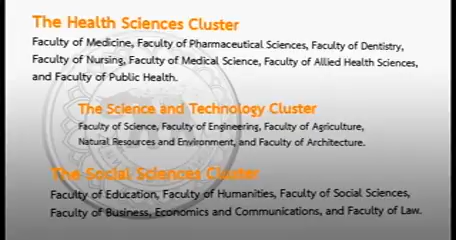 The Health Sciences Cluster
Faculty of Medicine, Faculty of Pharmaceutical Sciences, Faculty of Dentistry,
Faculty of Nursing, Faculty of Medical Science, Faculty of Allied Health Sciences,
and Faculty of Public Health.
The Science and Technology Cluster
Faculty of Science, Faculty of Engineering, Faculty of Agriculture,
Natural Resources and Environment, and Faculty of Architecture.
The Social Sciences Cluster
Faculty of Education, Faculty of Humanities, Faculty of Social Sciences,
Faculty of Business, Economics and Communications, and Faculty of Law.